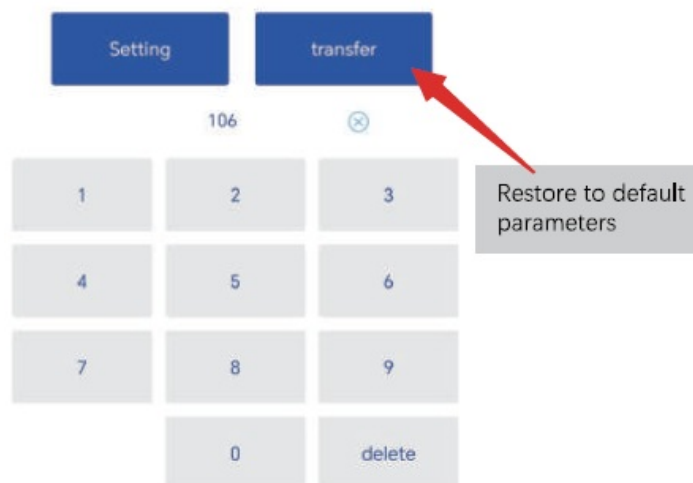 Setting transfer
106
1 2 3
Restore to default
parameters
4 5 6
7 8 9
0 delete